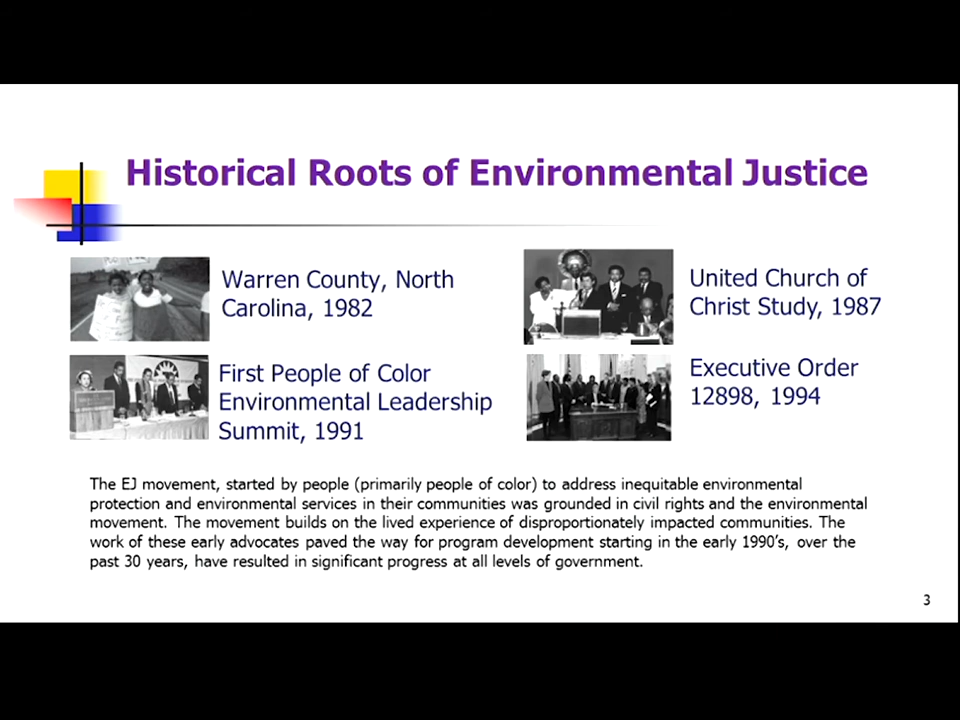 Historical Roots of Environmental Justice
Warren County, North
Carolina, 1982
United Church of
Christ Study, 1987
First People of Color
Environmental Leadership
Summit, 1991
Executive Order
12898, 1994
The EJ movement, started by people (primarily people of color) to address inequitable environmental
protection and environmental services in their communities was grounded in civil rights and the environmental
movement. The movement builds on the lived experience of disproportionately impacted communities. The
work of these early advocates paved the way for program development starting in the early 1990’s, over the
past 30 years, have resulted in significant progress at all levels of government.
3